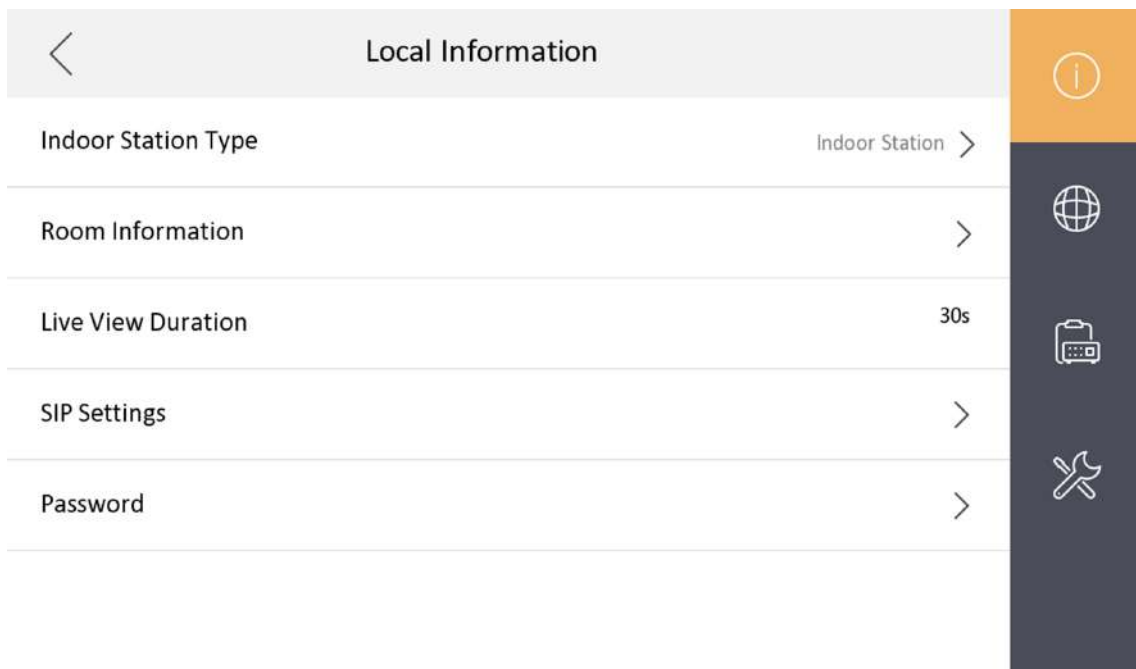 Local Information
Indoor Station Type Indoor Station
Room Information
Live View Duration 30s
SIP Settings
Password